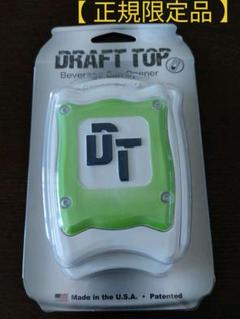 【正規限定品】
DRAFT TOP
Beverage Can Opener
DT
Made in the U.S.A. • Patented